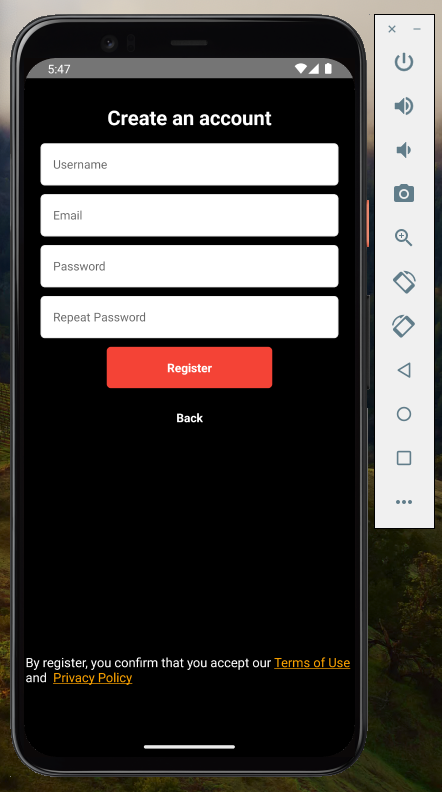 5:47
Create an account
Username
Email
Password
Repeat Password
Register
Back
By register, you confirm that you accept our Terms of Use
and Privacy Policy